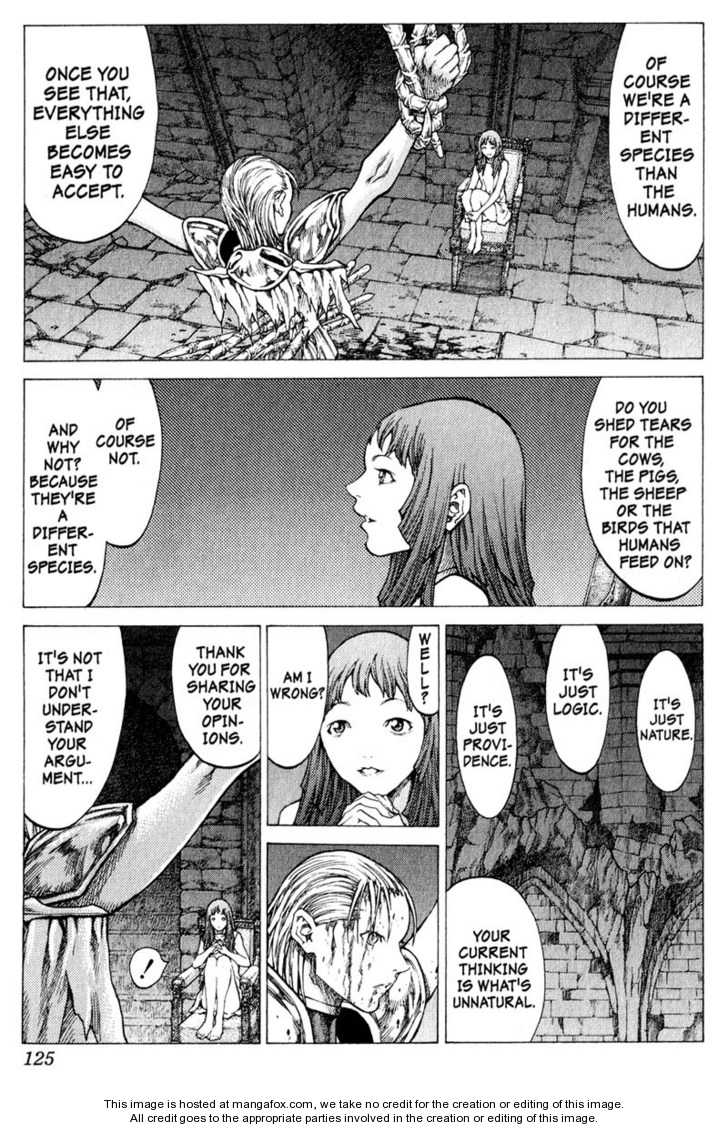 OF
COURSE
WE'RE A
DIFFER-
ENT
SPECIES
THAN
THE
HUMANS.
ONCE YOU
SEE THAT,
EVERYTHING
ELSE
BECOMES
EASY TO
ACCEPT.
DO YOU
SHED TEARS
FOR THE
COWS,
THE PIGS,
THE SHEEP
OR THE
BIRDS THAT
HUMANS
FEED ON?
OF
COURSE
NOT.
AND
WHY
NOT?
BECAUSE
THEY'RE
A
DIFFER-
ENT
SPECIES.
IT'S
JUST
NATURE.
IT'S
JUST
LOGIC.
IT'S
JUST
PROVI-
DENCE.
YOUR
CURRENT
THINKING
IS WHAT'S
UNNATURAL.
WELL?
AM I
WRONG?
THANK
YOU FOR
SHARING
YOUR
OPIN-
IONS.
IT'S NOT
THAT I
DON'T
UNDER-
STAND
YOUR
ARGU-
MENT...
!
125
This image is hosted at mangafox.com, we take no credit for the creation or editing of this image.
All credit goes to the appropriate parties involved in the creation or editing of this image.